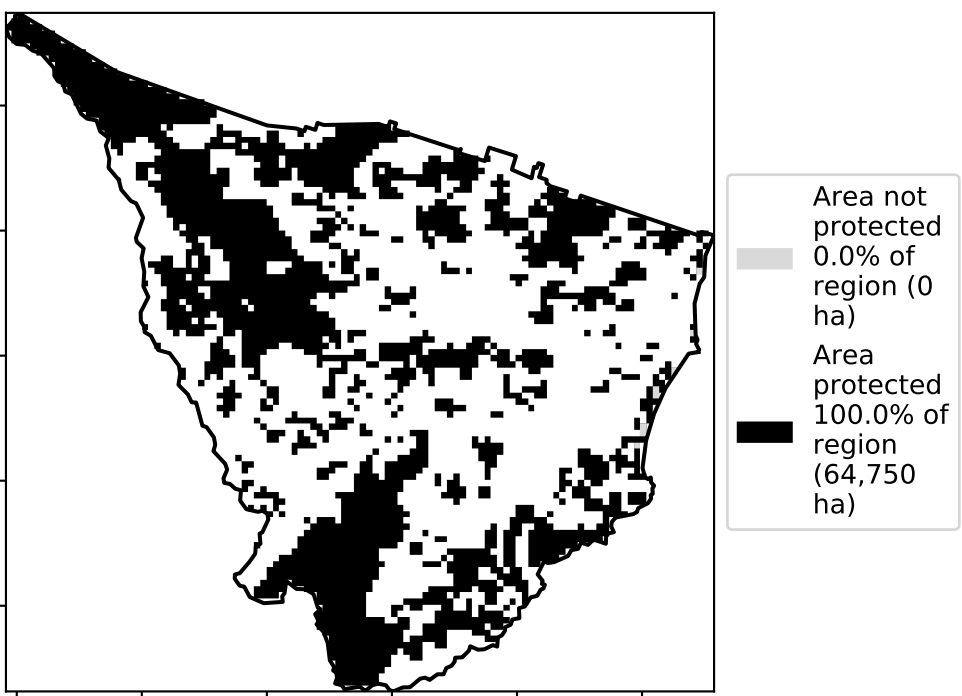 Area not
protected
0.0% of
region (0
ha)
Area
protected
100.0% of
region
(64,750
ha)